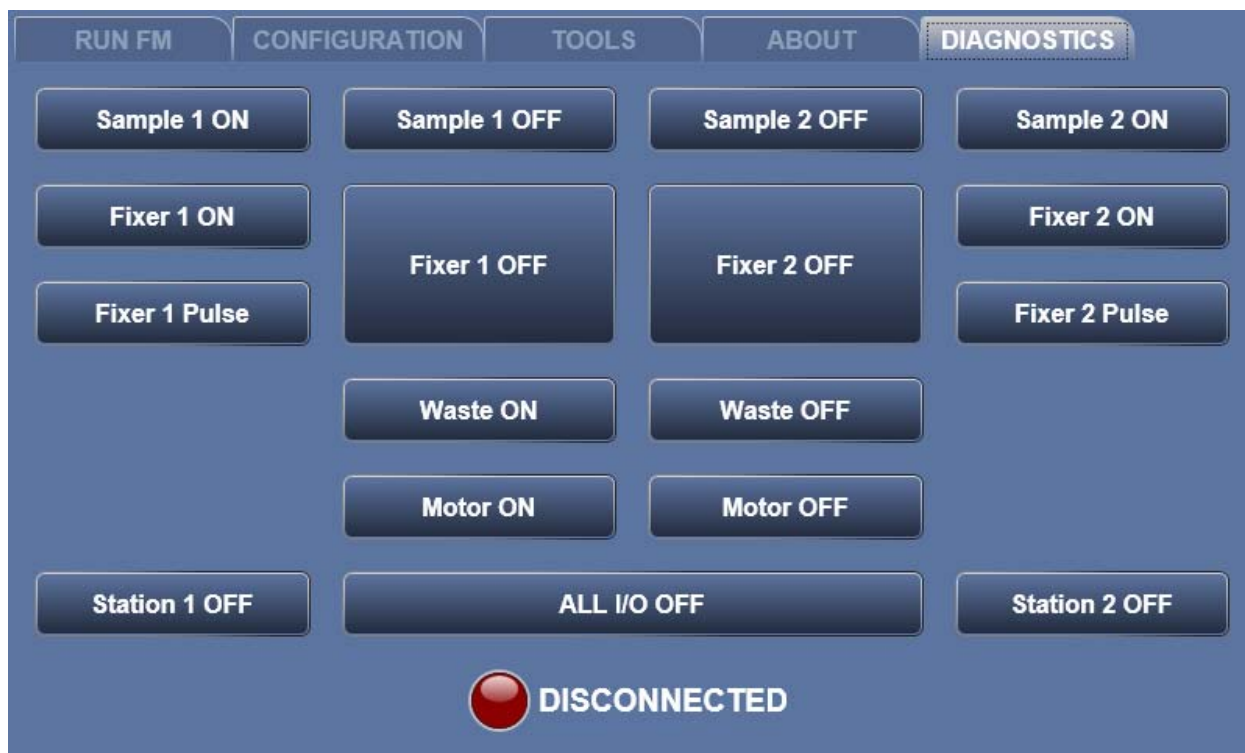 RUN FM CONFIGURATION TOOLS ABOUT DIAGNOSTICS
Sample 1 ON Sample 1 OFF Sample 2 OFF Sample 2 ON
Fixer 1 ON Fixer 2 ON
Fixer 1 OFF Fixer 2 OFF
Fixer 1 Pulse Fixer 2 Pulse
Waste ON Waste OFF
Motor ON Motor OFF
Station 1 OFF ALL I/O OFF Station 2 OFF
DISCONNECTED